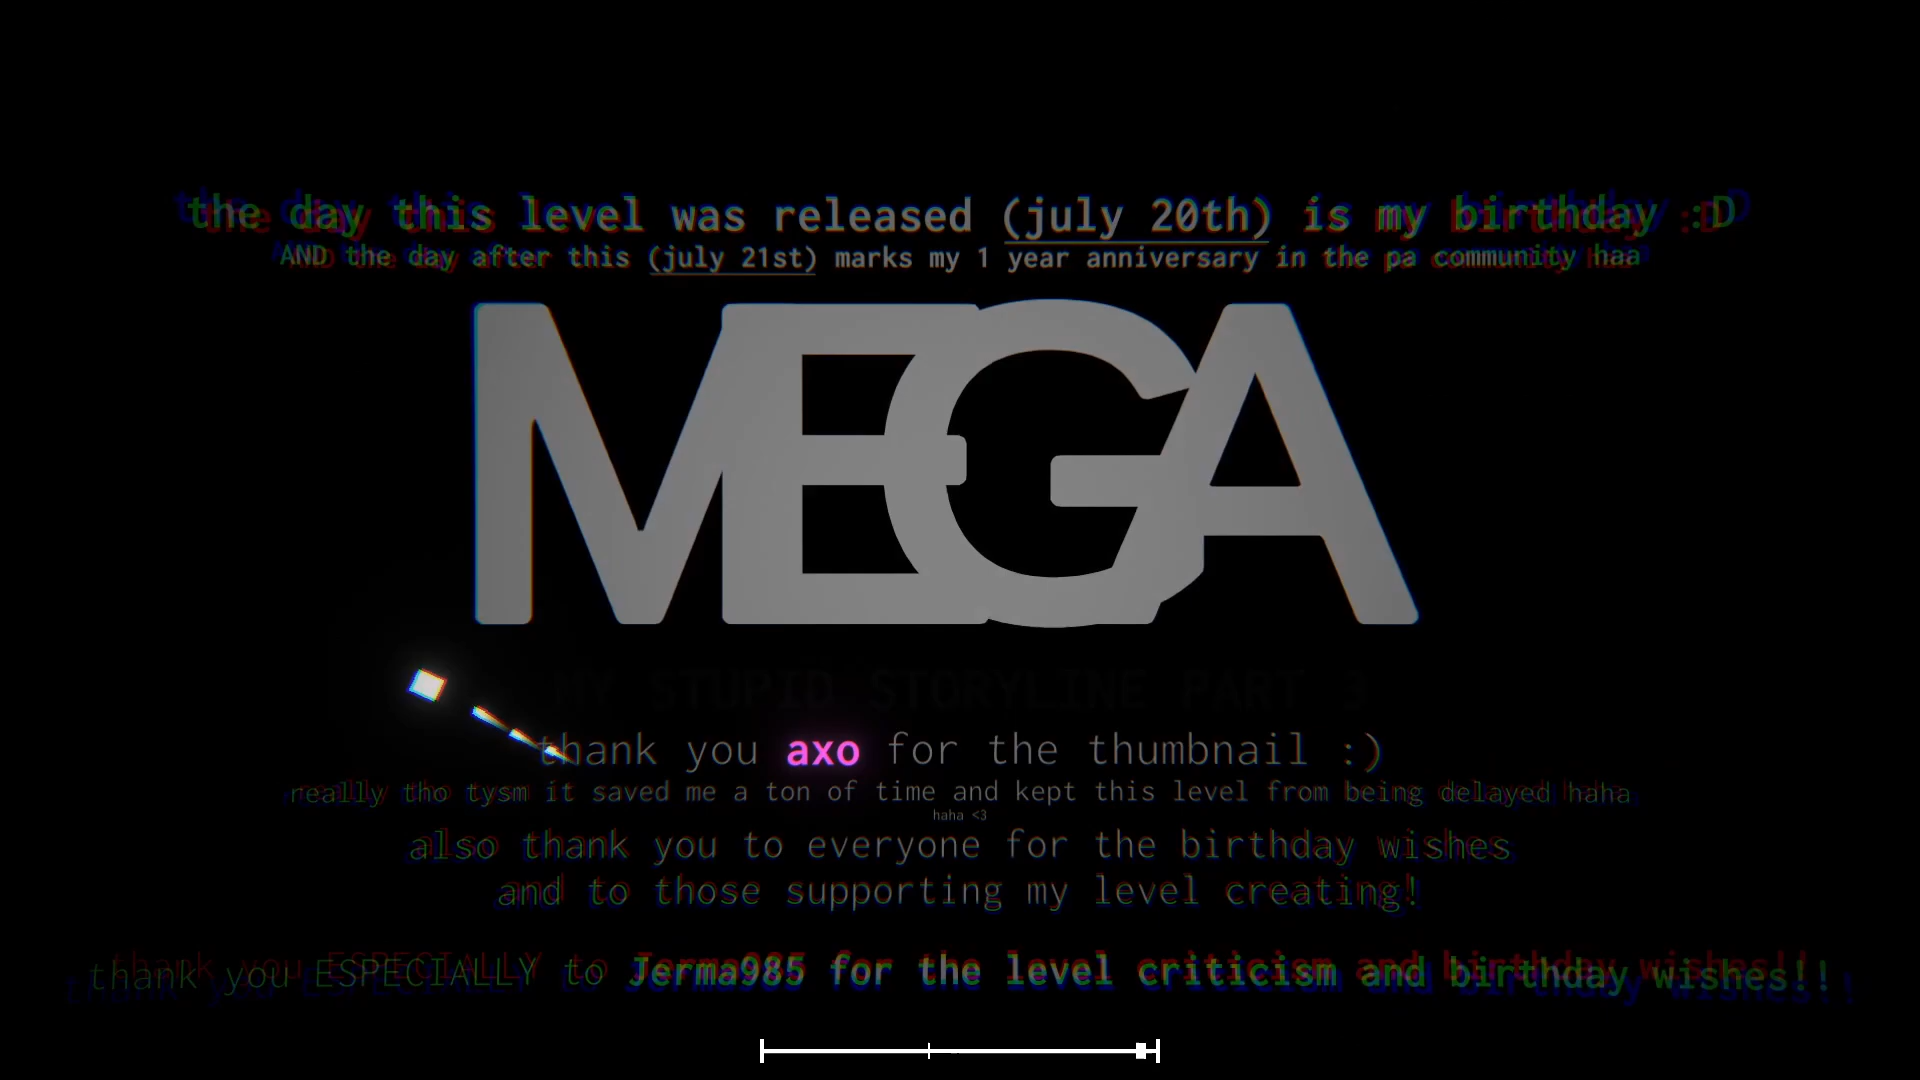 the day this level was released (july 20th) is my birthday :D
AND the day after this (july 21st) marks my 1 year anniversary in the pa community haa
MEGA
MY STUPID STORYLINE PART 3
thank you axo for the thumbnail :)
really tho tysm it saved me a ton of time and kept this level from being delayed haha
haha <3
also thank you to everyone for the birthday wishes
and to those supporting my level creating!
thank you ESPECIALLY to Jerma985 for the level criticism and birthday wishes!!